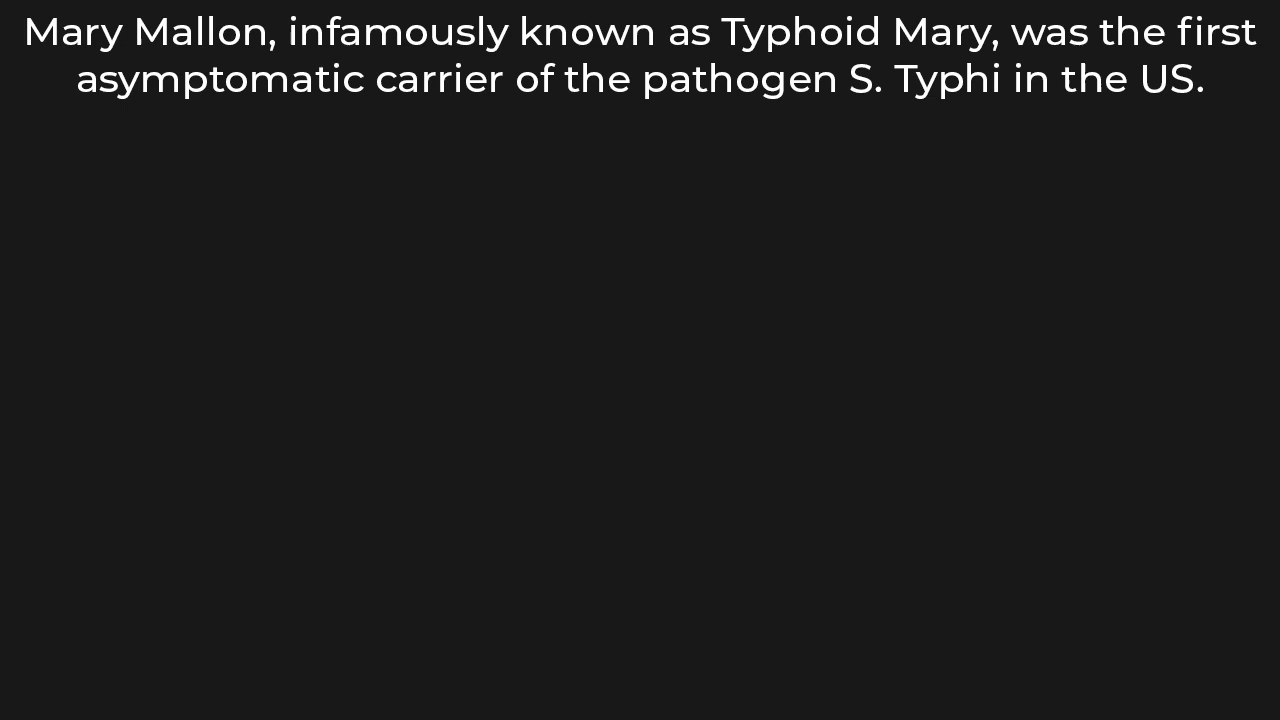 Mary Mallon, infamously known as Typhoid Mary, was the first
asymptomatic carrier of the pathogen S. Typhi in the US.